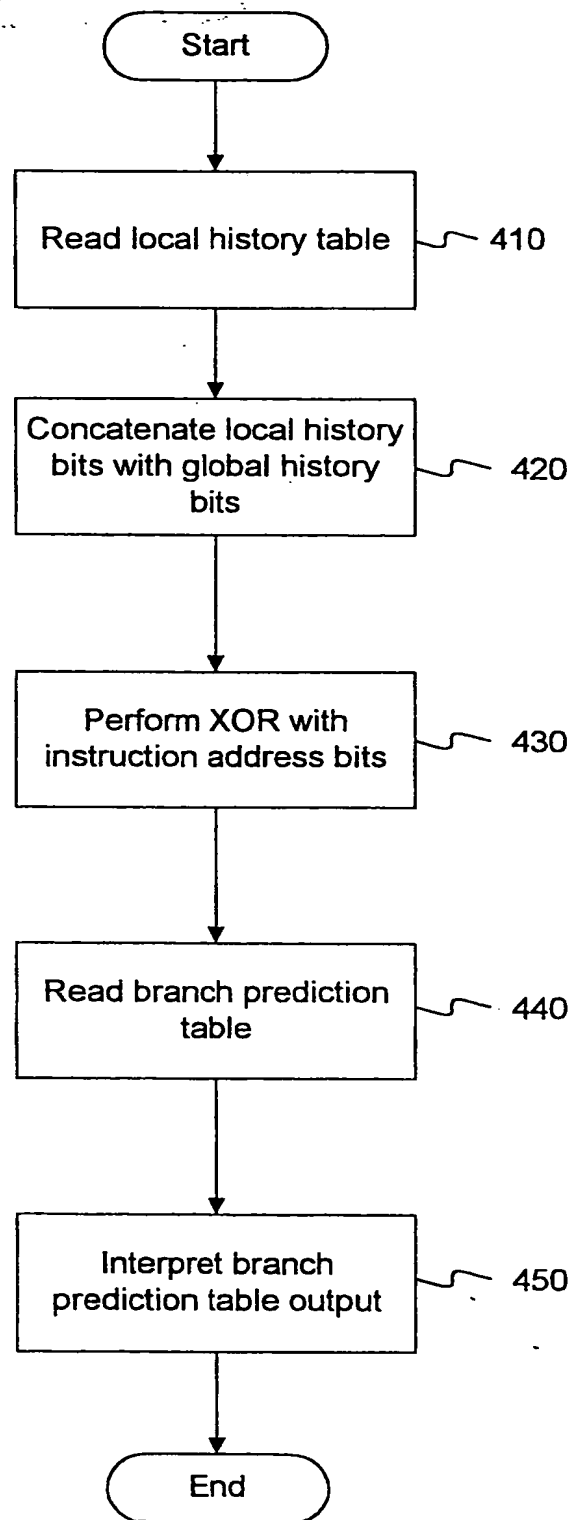 Start
Read local history table
410
Concatenate local history
bits with global history
bits
420
Perform XOR with
instruction address bits
430
Read branch prediction
table
440
Interpret branch
prediction table output
450
End